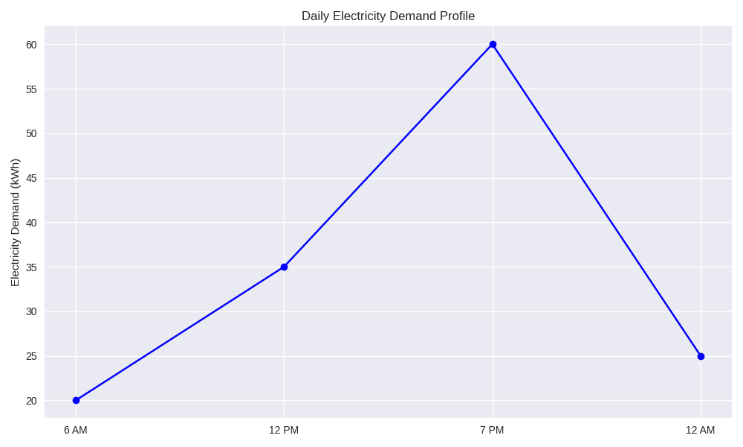 Daily Electricity Demand Profile
Electricity Demand (kWh)
60
55
50
45
40
35
30
25
20
6 AM
12 PM
7 PM
12 AM